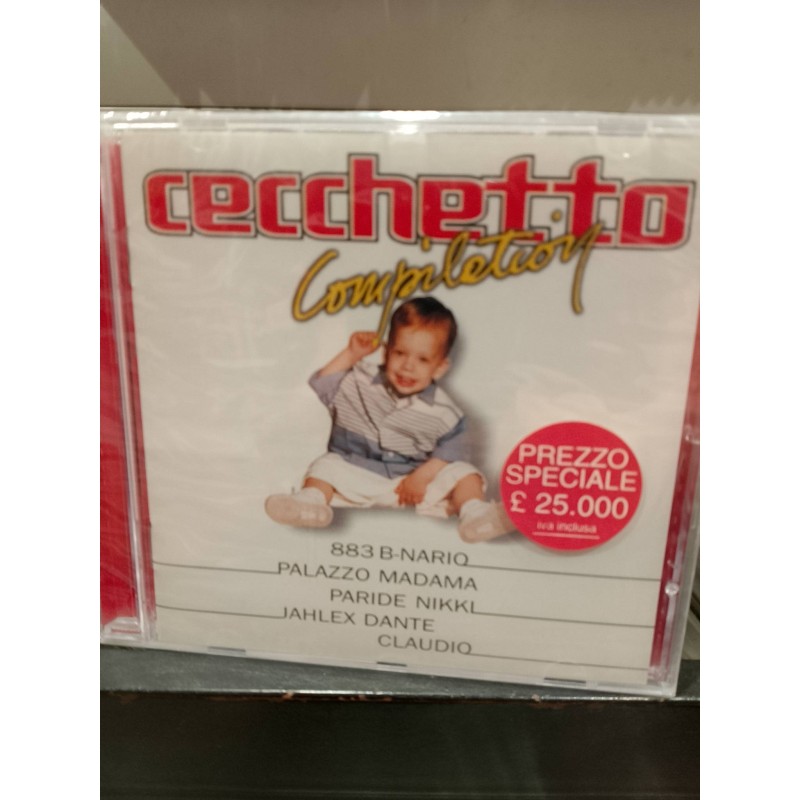 cecchetto
Compilation
PREZZO
SPECIALE
£ 25.000
iva inclusa
883 B-NARIO
PALAZZO MADAMA
PARIDE NIKKI
JAHLEX DANTE
CLAUDIO